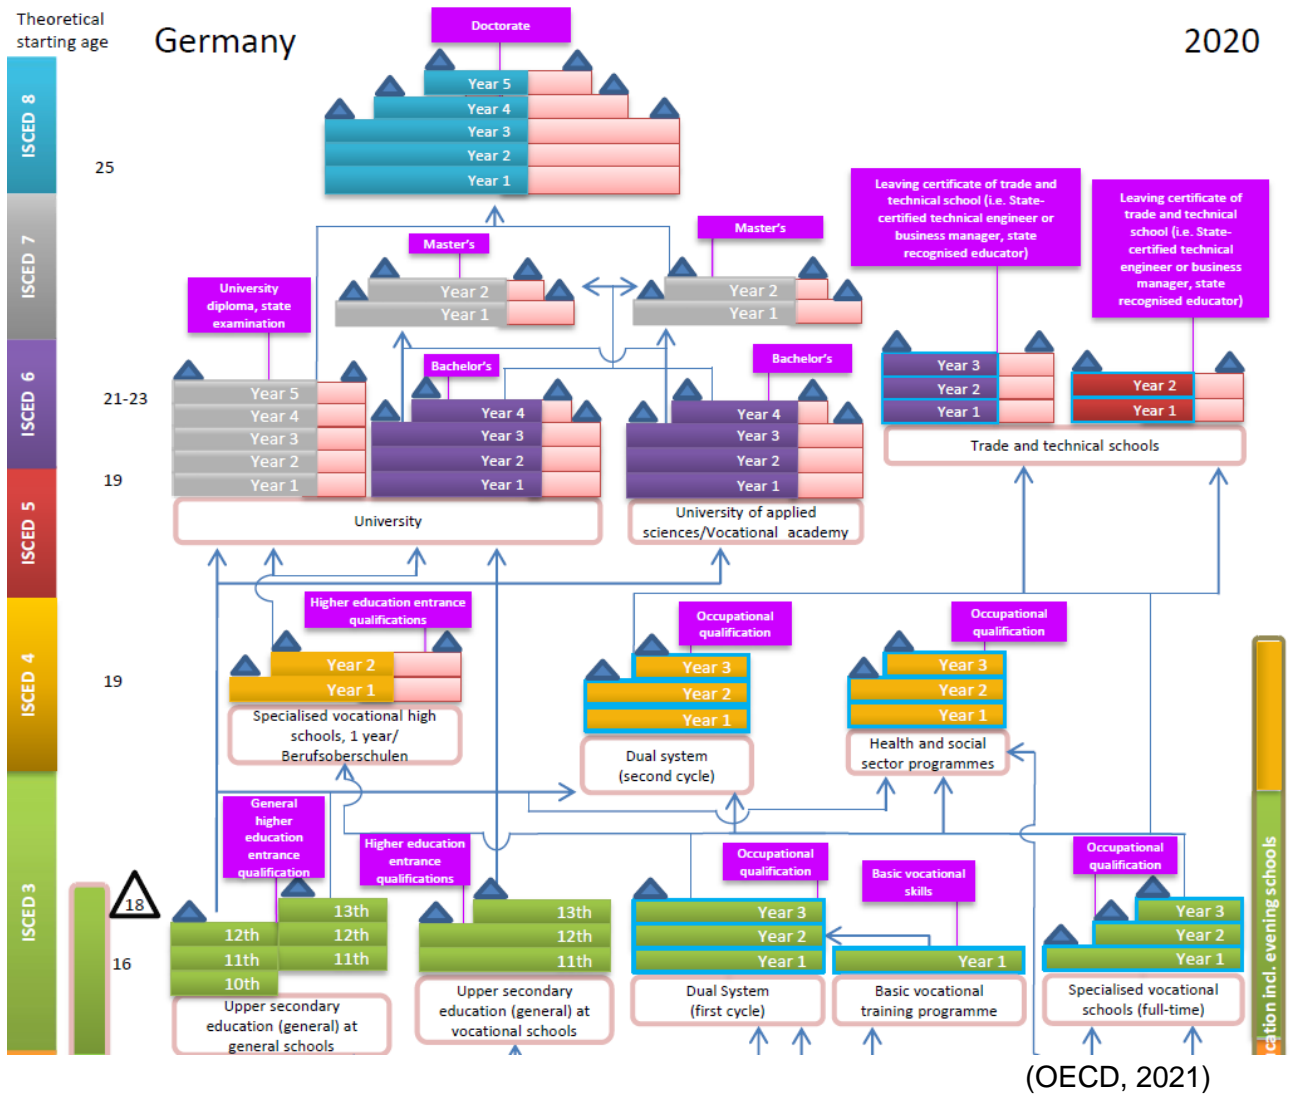 Theoretical
starting age
Germany
2020
Doctorate
ISCED 8
Year 5
Year 4
Year 3
Year 2
Year 1
25
Leaving certificate of trade and
technical school (i.e. State-
certified technical engineer or
business manager, state
recognised educator)
Leaving certificate of
trade and technical
school (i.e. State-
certified technical
engineer or business
manager, state
recognised educator)
ISCED 7
Master's
Master's
Year 2
Year 1
Year 2
Year 1
University
diploma, state
examination
ISCED 6
Bachelor's
Bachelor's
21-23
Year 5
Year 4
Year 3
Year 2
Year 1
Year 4
Year 3
Year 2
Year 1
Year 4
Year 3
Year 2
Year 1
Year 3
Year 2
Year 1
Year 2
Year 1
Trade and technical schools
19
ISCED 5
University
University of applied
sciences/Vocational academy
ISCED 4
Higher education entrance
qualifications
Occupational
qualification
Occupational
qualification
19
Year 2
Year 1
Year 3
Year 2
Year 1
Year 3
Year 2
Year 1
Specialised vocational high
schools, 1 year/
Berufsoberschulen
Dual system
(second cycle)
Health and social
sector programmes
ISCED 3
General
higher
education
entrance
qualification
Higher education
entrance
qualifications
Occupational
qualification
Basic vocational
skills
Occupational
qualification
18
16
12th
11th
10th
13th
12th
11th
13th
12th
11th
Year 3
Year 2
Year 1
Year 1
Year 3
Year 2
Year 1
Upper secondary
education (general) at
general schools
Upper secondary
education (general) at
vocational schools
Dual System
(first cycle)
Basic vocational
training programme
Specialised vocational
schools (full-time)
cation incl. evening schools
(OECD, 2021)